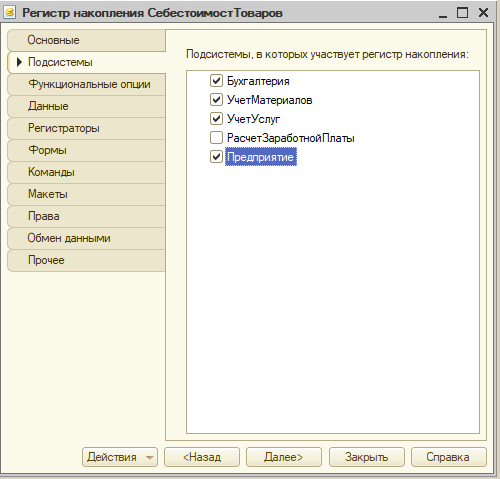 Регистр накопления СебестоимостТоваров
Основные
Подсистемы
Функциональные опции
Данные
Регистраторы
Формы
Команды
Макеты
Права
Обмен данными
Прочее
Подсистемы, в которых участвует регистр накопления:
Бухгалтерия
УчетМатериалов
УчетУслуг
РасчетЗаработнойПлаты
Предприятие
Действия
<Назад
Далее>
Закрыть
Справка